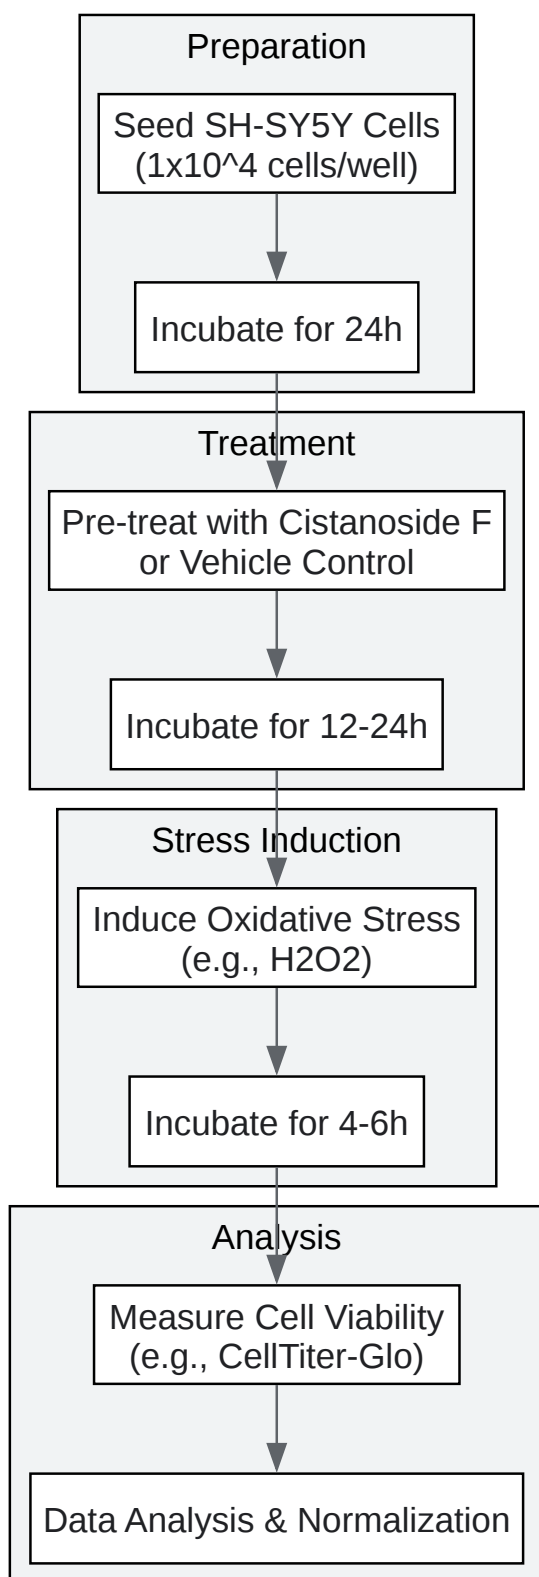 Preparation
Seed SH-SY5Y Cells
(1x10^4 cells/well)
Incubate for 24h
Treatment
Pre-treat with Cistanoside F
or Vehicle Control
Incubate for 12-24h
Stress Induction
Induce Oxidative Stress
(e.g., H2O2)
Incubate for 4-6h
Analysis
Measure Cell Viability
(e.g., CellTiter-Glo)
Data Analysis & Normalization